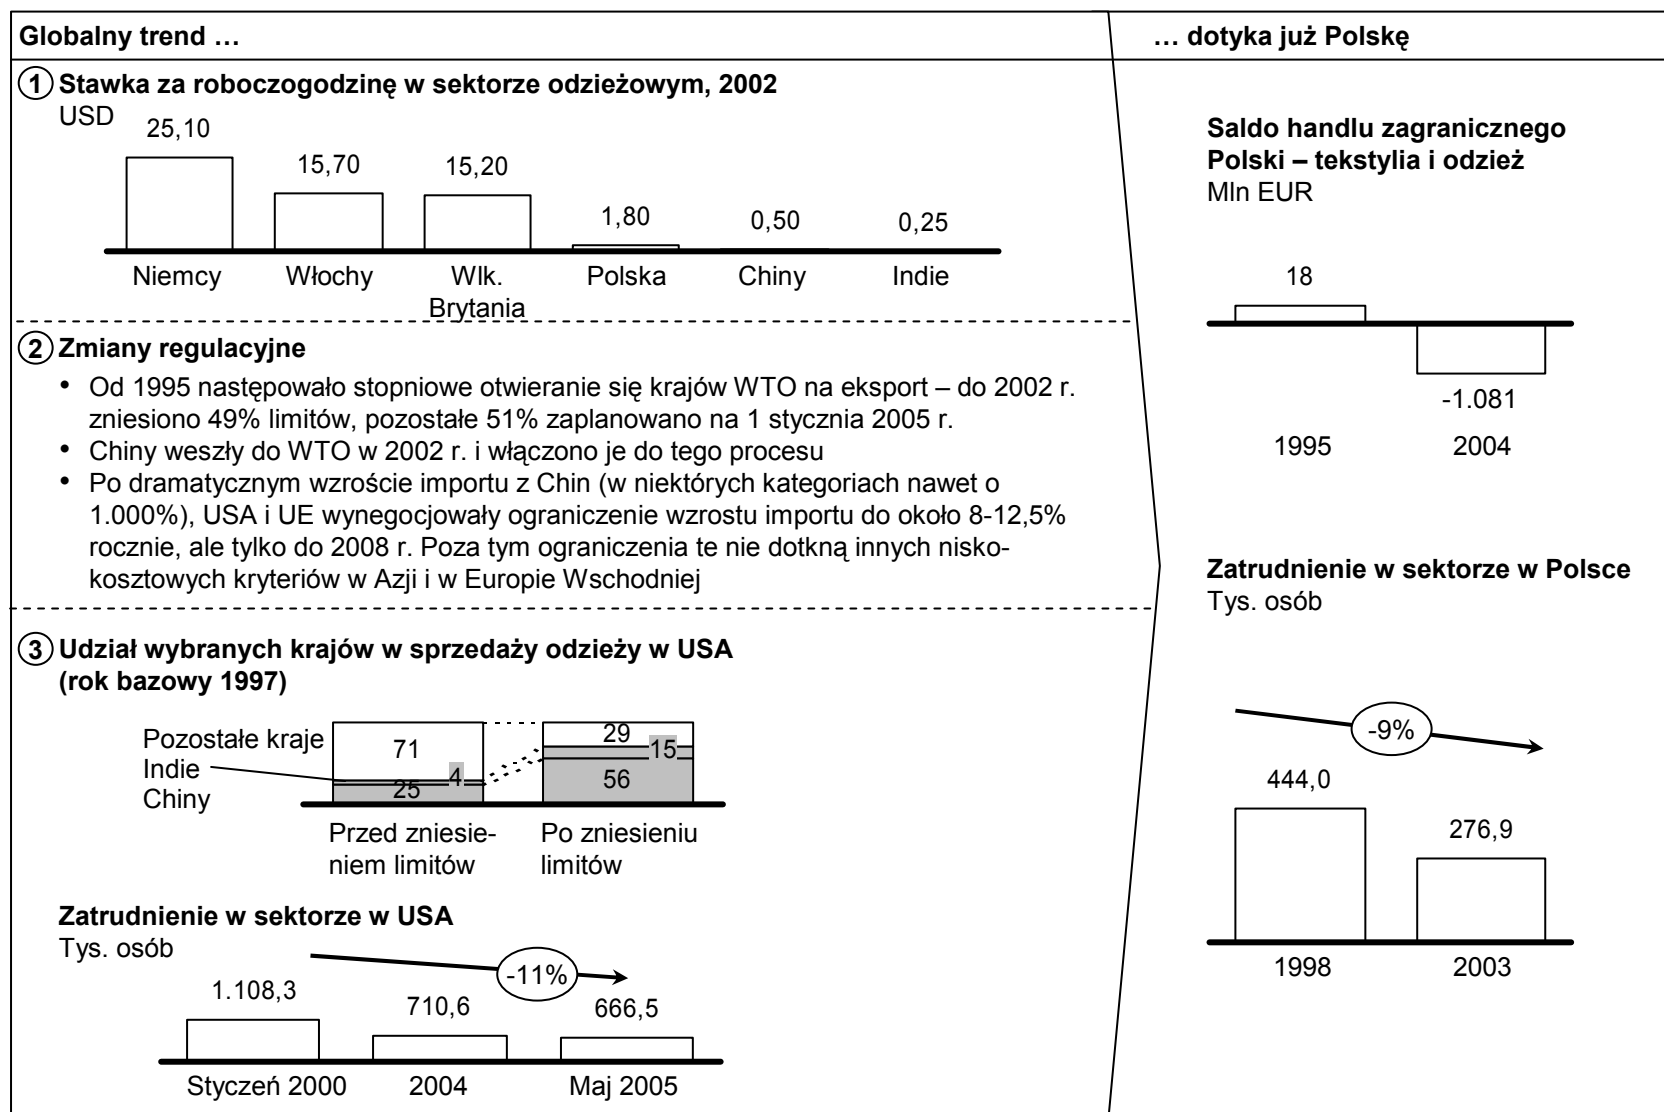 Globalny trend …
… dotyka już Polskę
1 Stawka za roboczogodzinę w sektorze odzieżowym, 2002
USD
25,10
15,70
15,20
1,80
0,50
0,25
Niemcy
Włochy
Wlk.
Brytania
Polska
Chiny
Indie
2 Zmiany regulacyjne
• Od 1995 następowało stopniowe otwieranie się krajów WTO na eksport – do 2002 r.
zniesiono 49% limitów, pozostałe 51% zaplanowano na 1 stycznia 2005 r.
• Chiny weszły do WTO w 2002 r. i włączono je do tego procesu
• Po dramatycznym wzroście importu z Chin (w niektórych kategoriach nawet o
1.000%), USA i UE wynegocjowały ograniczenie wzrostu importu do około 8-12,5%
rocznie, ale tylko do 2008 r. Poza tym ograniczenia te nie dotkną innych nisko-
kosztowych kryteriów w Azji i w Europie Wschodniej
3 Udział wybranych krajów w sprzedaży odzieży w USA
(rok bazowy 1997)
Pozostałe kraje
Indie
Chiny
71
4
25
29
15
56
Przed zniesie-
niem limitów
Po zniesieniu
limitów
Zatrudnienie w sektorze w USA
Tys. osób
-11%
1.108,3
710,6
666,5
Styczeń 2000
2004
Maj 2005
Saldo handlu zagranicznego
Polski – tekstylia i odzież
Mln EUR
18
-1.081
1995
2004
Zatrudnienie w sektorze w Polsce
Tys. osób
-9%
444,0
276,9
1998
2003